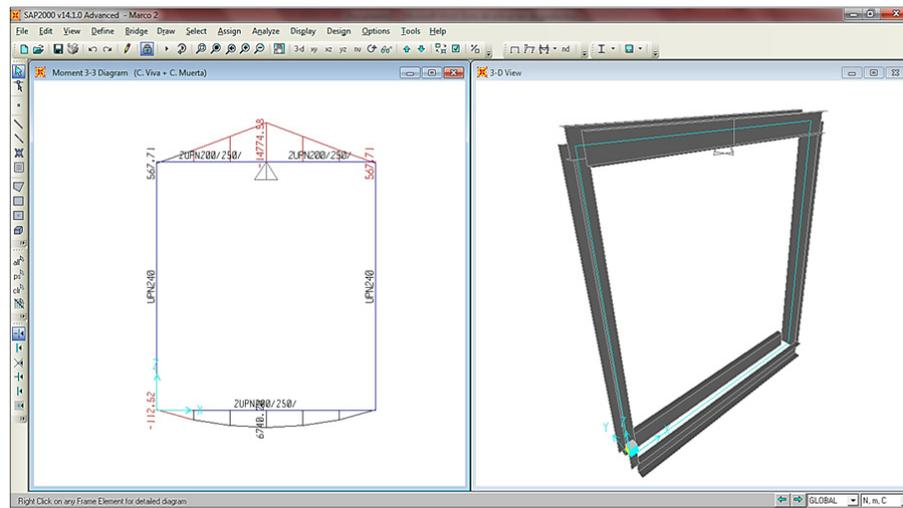 SAP2000 v14.1.0 Advanced - Marco 2
File Edit View Define Bridge Draw Select Assign Analyze Display Design Options Tools Help
3-d xy xz yz nv
nd
Moment 3-3 Diagram (C. Viva + C. Muerta)
3-D View
-14774.58
2UPN200/250/ 2UPN200/250/
567.71
567.71
UPN240
UPN240
Z
X
-112.52
2UPN200/250/
Y
Right Click on any Frame Element for detailed diagram
GLOBAL
N, m, C